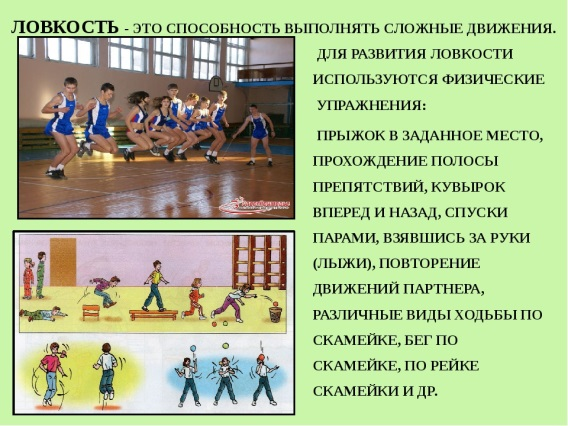 ЛОВКОСТЬ - ЭТО СПОСОБНОСТЬ ВЫПОЛНЯТЬ СЛОЖНЫЕ ДВИЖЕНИЯ.
ДЛЯ РАЗВИТИЯ ЛОВКОСТИ
ИСПОЛЬЗУЮТСЯ ФИЗИЧЕСКИЕ
УПРАЖНЕНИЯ:
ПРЫЖОК В ЗАДАННОЕ МЕСТО,
ПРОХОЖДЕНИЕ ПОЛОСЫ
ПРЕПЯТСТВИЙ, КУВЫРОК
ВПЕРЕД И НАЗАД, СПУСКИ
ПАРАМИ, ВЗЯВШИСЬ ЗА РУКИ
(ЛЫЖИ), ПОВТОРЕНИЕ
ДВИЖЕНИЙ ПАРТНЕРА,
РАЗЛИЧНЫЕ ВИДЫ ХОДЬБЫ ПО
СКАМЕЙКЕ, БЕГ ПО
СКАМЕЙКЕ, ПО РЕЙКЕ
СКАМЕЙКИ И ДР.